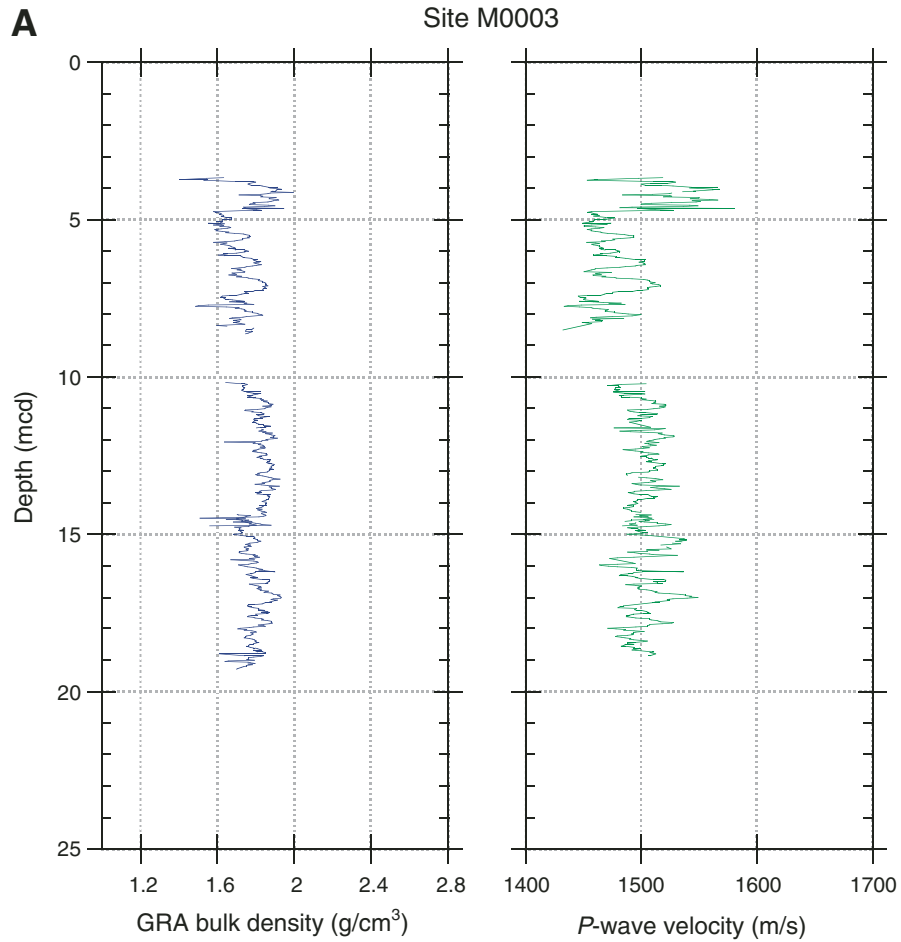 A
Site M0003
0
5
10
15
20
25
Depth (mcd)
1.2 1.6 2 2.4 2.8
GRA bulk density (g/cm³)
1400 1500 1600 1700
P-wave velocity (m/s)